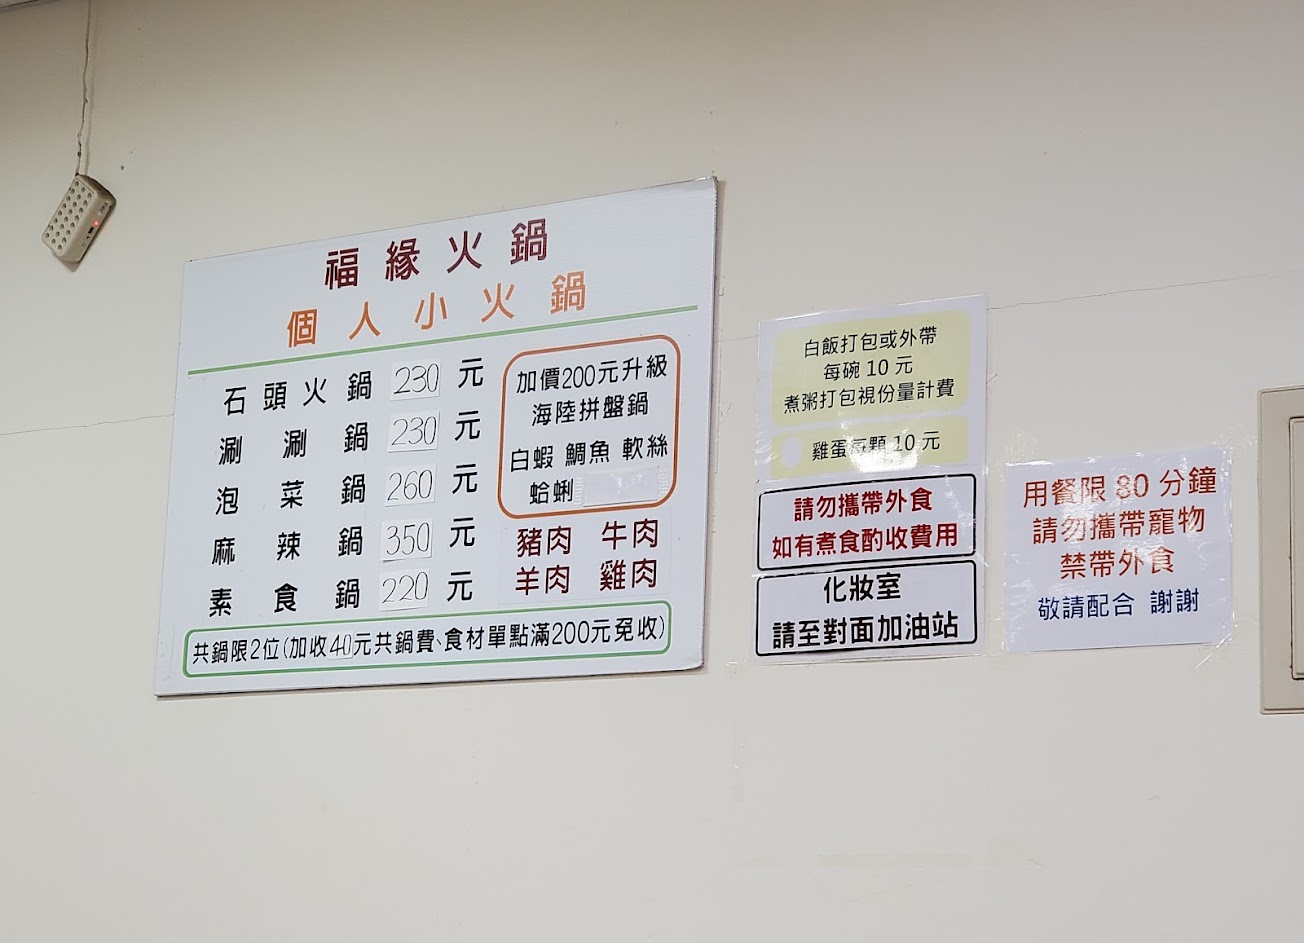 福緣火鍋
個人小火鍋
石頭火鍋 230 元
涮涮鍋 230 元
泡菜鍋 260 元
麻辣鍋 350 元
素食鍋 220 元
加價200元升級
海陸拼盤鍋
白蝦 鯛魚 軟絲
蛤蜊
豬肉 牛肉
羊肉 雞肉
共鍋限2位(加收40元共鍋費、食材單點滿200元免收)
白飯打包或外帶
每碗 10 元
煮粥打包視份量計費
雞蛋每顆 10 元
請勿攜帶外食
如有煮食酌收費用
化妝室
請至對面加油站
用餐限 80 分鐘
請勿攜帶寵物
禁帶外食
敬請配合 謝謝